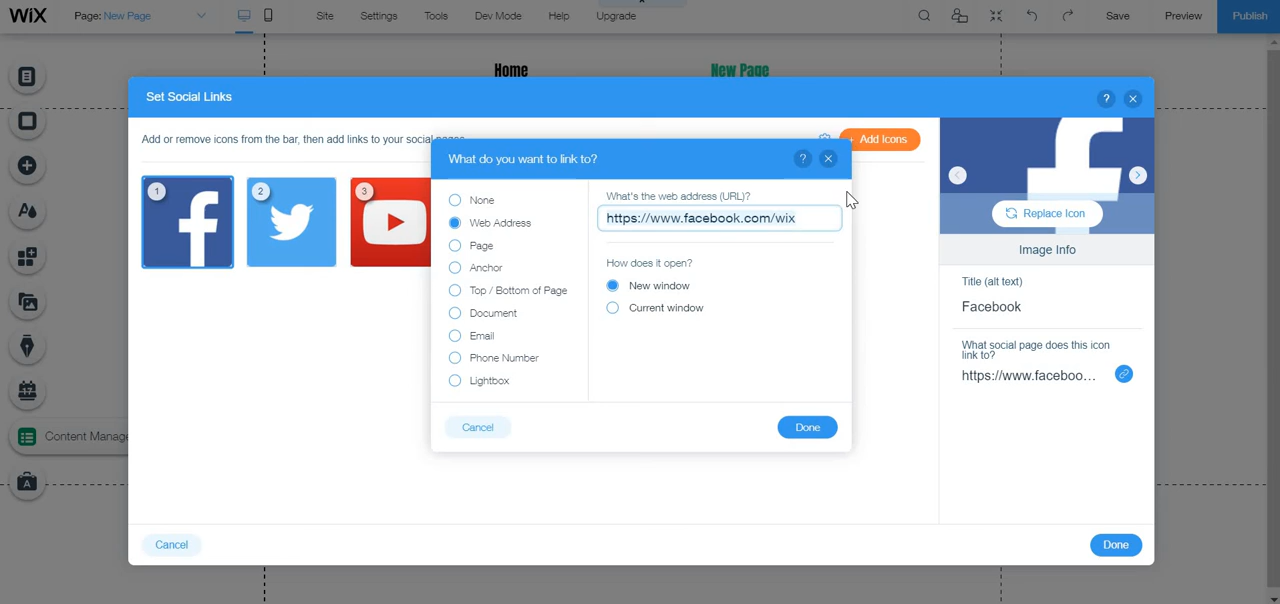 WiX
Page: New Page
Site
Settings
Tools
Dev Mode
Help
Upgrade
Save
Preview
Publish
Home
New Page
Set Social Links
?
Add or remove icons from the bar, then add links to your social pages.
Add Icons
1
2
3
What do you want to link to?
?
None
Web Address
Page
Anchor
Top / Bottom of Page
Document
Email
Phone Number
Lightbox
What's the web address (URL)?
https://www.facebook.com/wix
How does it open?
New window
Current window
Cancel
Done
Replace Icon
Image Info
Title (alt text)
Facebook
What social page does this icon
link to?
https://www.faceboo...
Content Manage
Cancel
Done